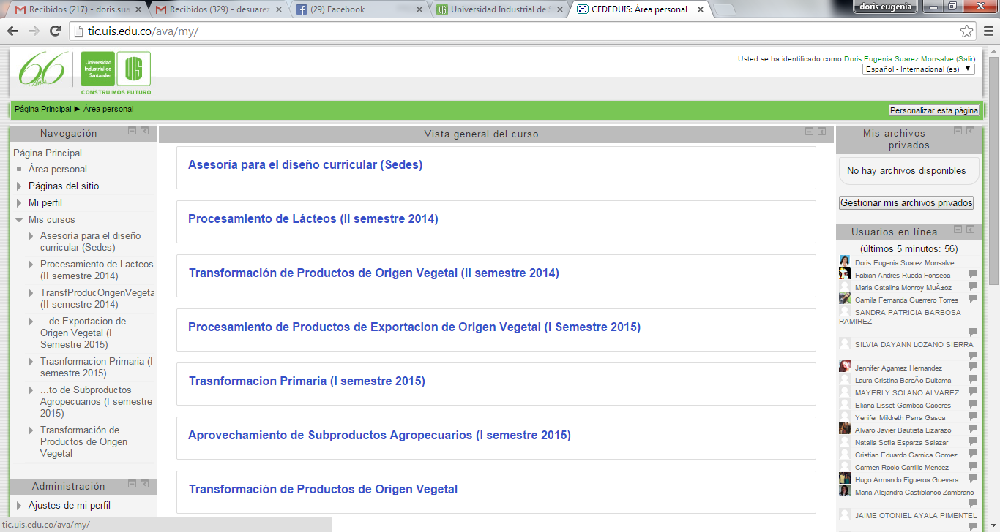 Recibidos (217) - doris.sua
Recibidos (329) - desuarez
(29) Facebook
Universidad Industrial de S
CEDEDUIS: Área personal
doris eugenia
tic.uis.edu.co/ava/my/
66
Años
Universidad
Industrial de
Santander
UIS
CONSTRUIMOS FUTURO
Usted se ha identificado como Doris Eugenia Suarez Monsalve (Salir)
Español - Internacional (es)
Página Principal ► Área personal
Personalizar esta página
Navegación
Página Principal
Área personal
Páginas del sitio
Mi perfil
Mis cursos
Asesoría para el diseño
curricular (Sedes)
Procesamiento de Lacteos
(II semestre 2014)
TransfProducOrigenVegeta
(II semestre 2014)
...de Exportacion de
Origen Vegetal (I
Semestre 2015)
Trasnformacion Primaria (I
semestre 2015)
...to de Subproductos
Agropecuarios (I semestre
2015)
Transformación de
Productos de Origen
Vegetal
Administración
Ajustes de mi perfil
tic.uis.edu.co/ava/my/
Vista general del curso
Asesoría para el diseño curricular (Sedes)
Procesamiento de Lácteos (II semestre 2014)
Transformación de Productos de Origen Vegetal (II semestre 2014)
Procesamiento de Productos de Exportacion de Origen Vegetal (I Semestre 2015)
Trasnformacion Primaria (I semestre 2015)
Aprovechamiento de Subproductos Agropecuarios (I semestre 2015)
Transformación de Productos de Origen Vegetal
Mis archivos
privados
No hay archivos disponibles
Gestionar mis archivos privados
Usuarios en línea
(últimos 5 minutos: 56)
Doris Eugenia Suarez Monsalve
Fabian Andres Rueda Fonseca
Maria Catalina Monroy MuÃ±oz
Camila Fernanda Guerrero Torres
SANDRA PATRICIA BARBOSA
RAMIREZ
SILVIA DAYANN LOZANO SIERRA
Jennifer Agamez Hernandez
Laura Cristina BareÃo Duitama
MAYERLY SOLANO ALVAREZ
Eliana Lisset Gamboa Caceres
Yenifer Mildreth Parra Gasca
Alvaro Javier Bautista Lizarazo
Natalia Sofia Esparza Salazar
Cristian Eduardo Garnica Gomez
Carmen Rocio Carrillo Mendez
Hugo Armando Figueroa Guevara
Maria Alejandra Castiblanco Zambrano
JAIME OTONIEL AYALA PIMENTEL